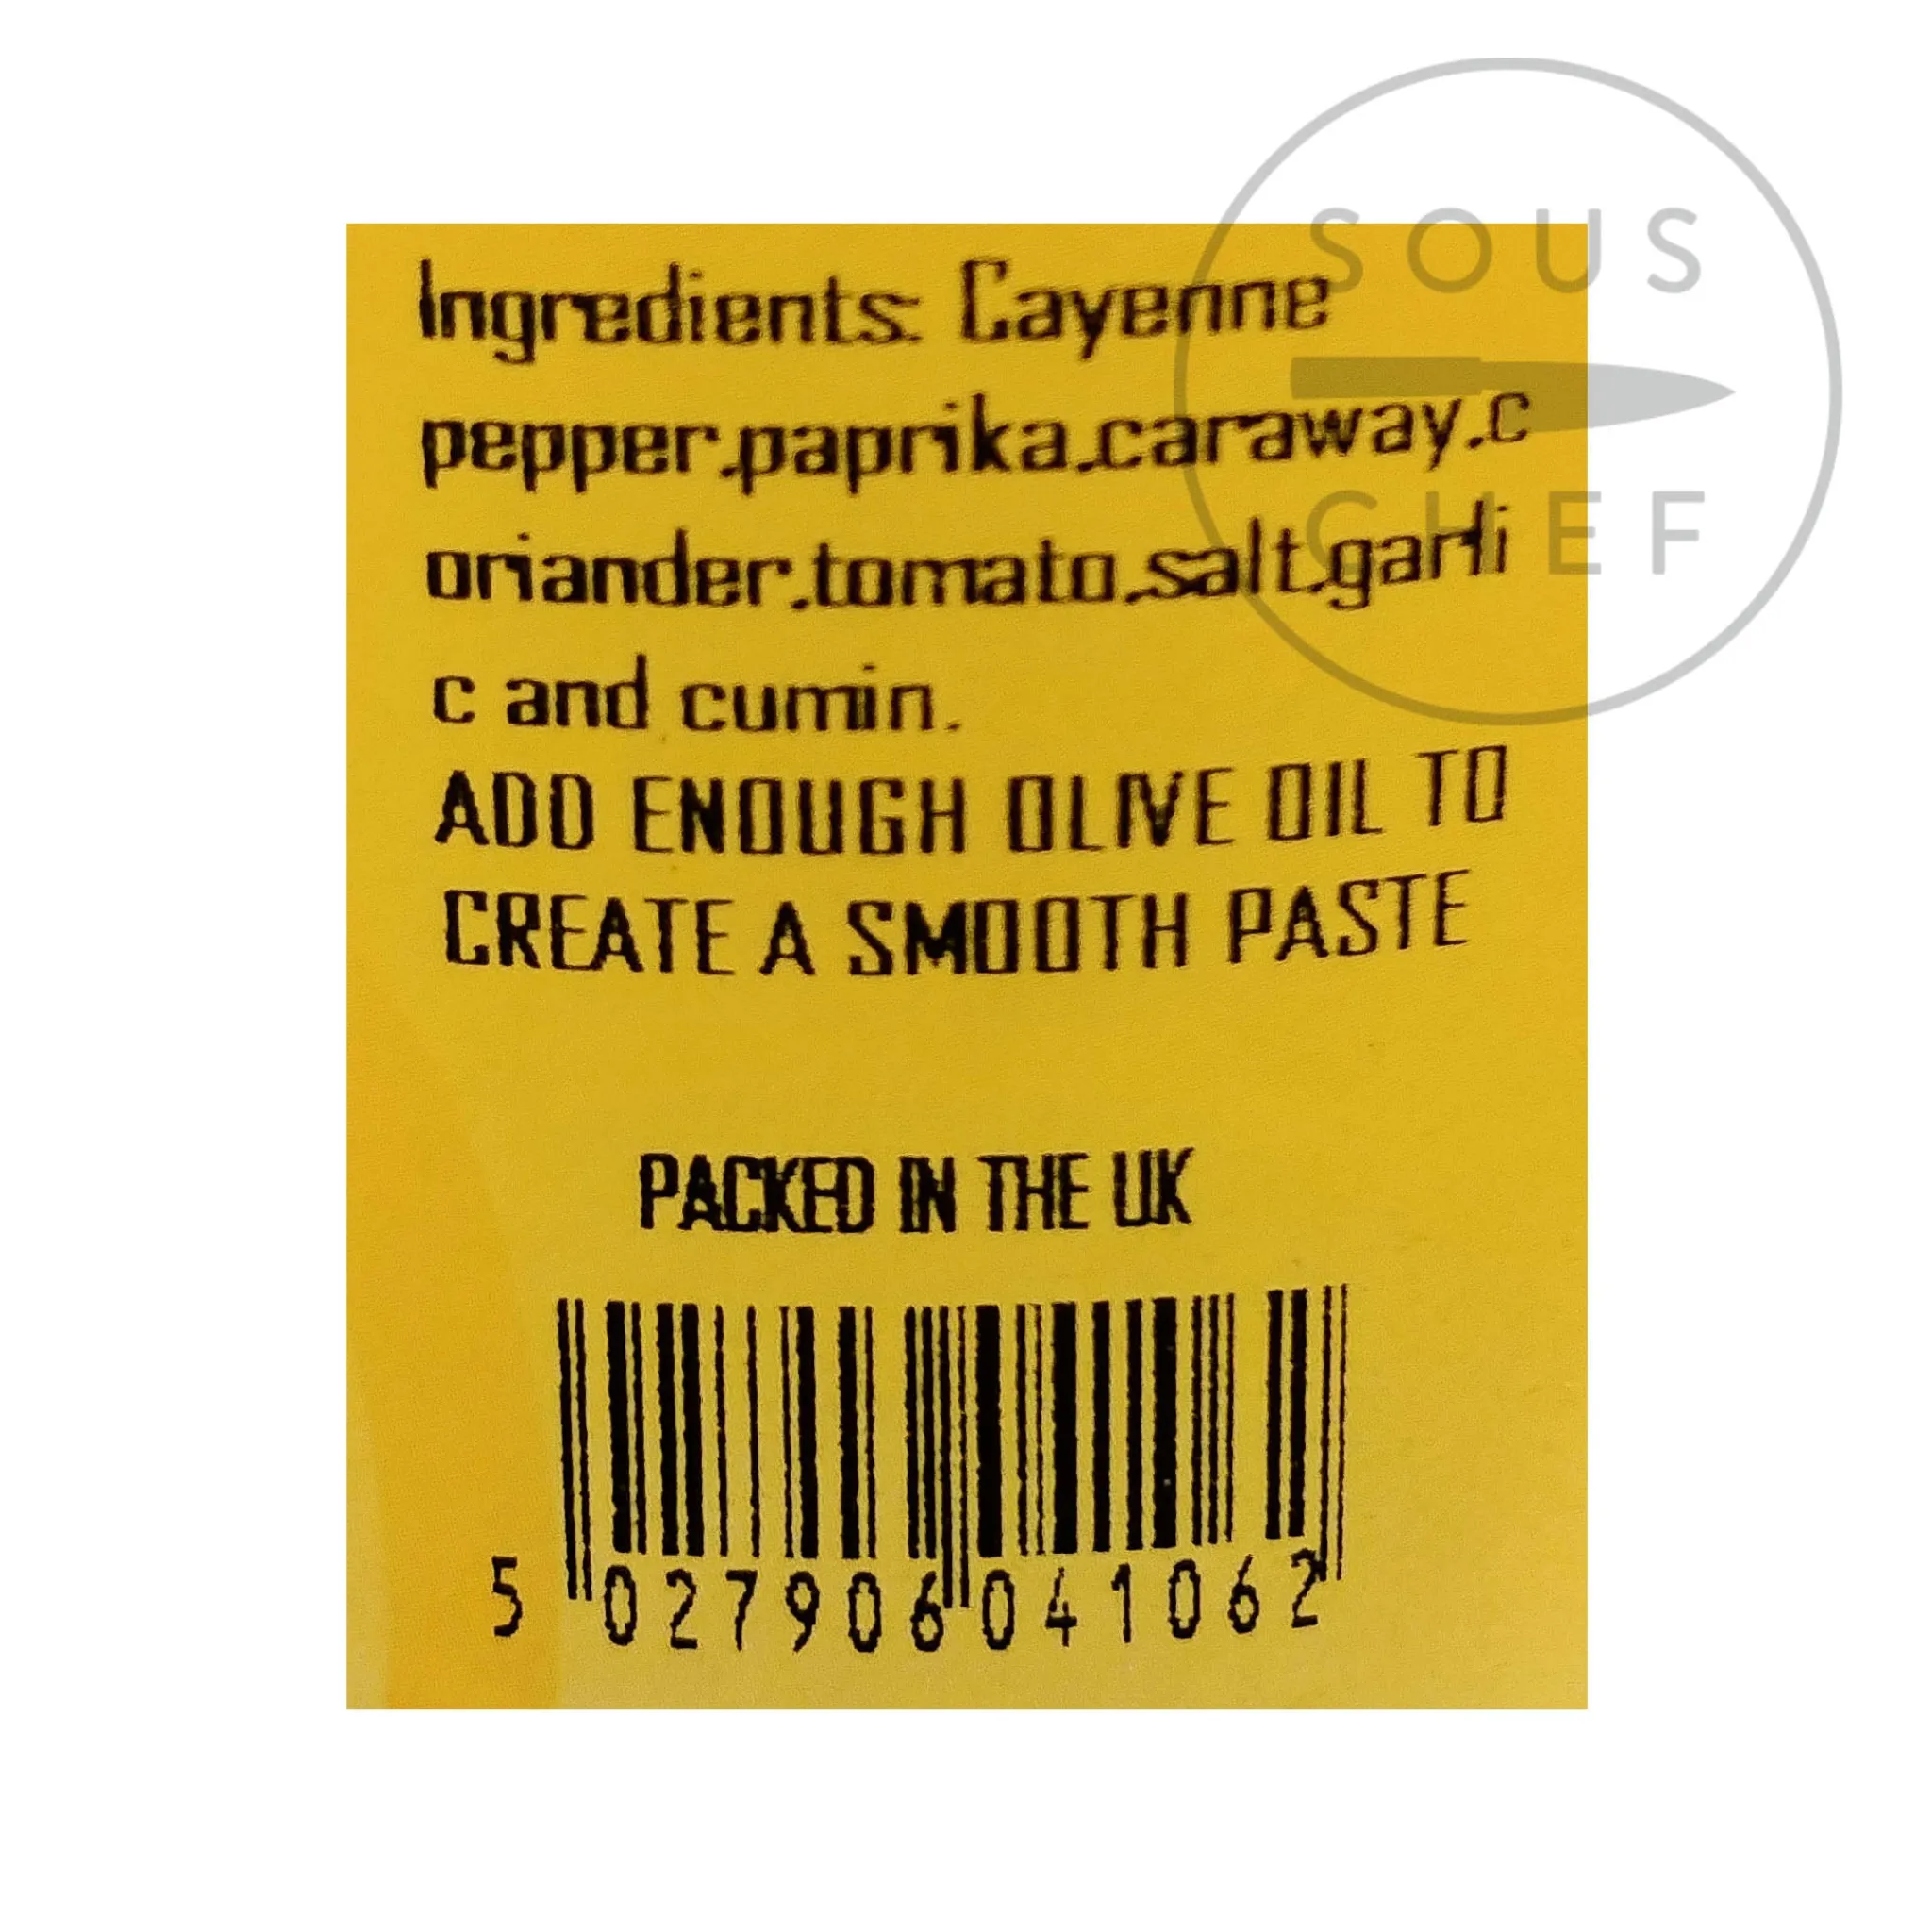 SOUS
CHEF
Ingredients: Cayenne
pepper,paprika,caraway,c
oriander,tomato,salt,garli
c and cumin.
ADD ENOUGH OLIVE OIL TO
CREATE A SMOOTH PASTE
PACKED IN THE UK
5 027906 041062